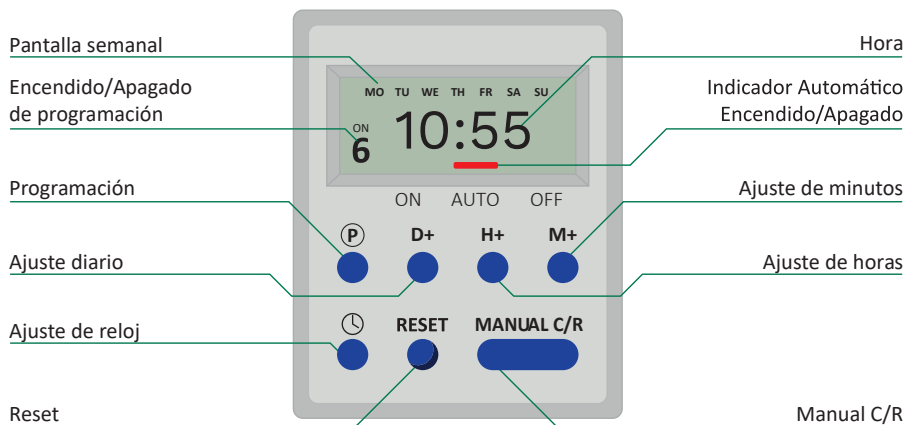 Pantalla semanal
Hora
Encendido/Apagado
de programación
Indicador Automático
Encendido/Apagado
MO TU WE TH FR SA SU
ON
6
10:55
ON AUTO OFF
Programación
Ajuste de minutos
P D+ H+ M+
Ajuste diario
Ajuste de horas
RESET MANUAL C/R
Ajuste de reloj
Reset
Manual C/R